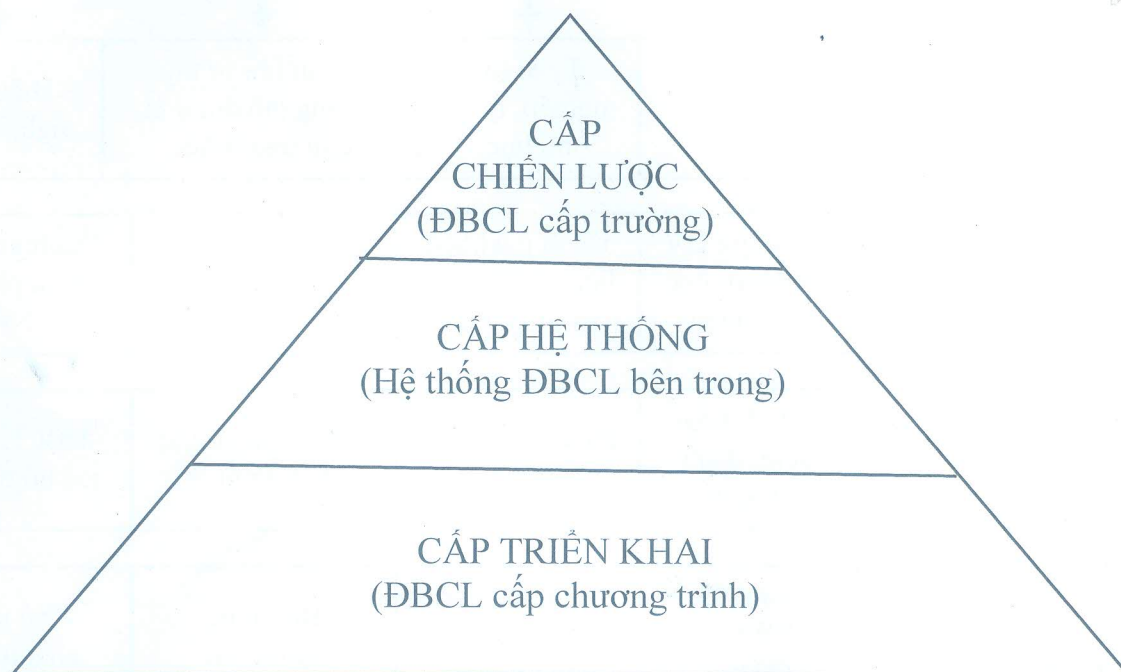 CẤP
CHIẾN LƯỢC
(ĐBCL cấp trường)
CẤP HỆ THỐNG
(Hệ thống ĐBCL bên trong)
CẤP TRIỂN KHAI
(ĐBCL cấp chương trình)